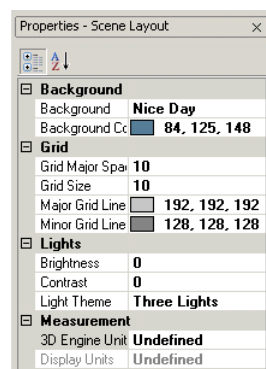 Properties - Scene Layout
Background
Background Nice Day
Background Cc 84, 125, 148
Grid
Grid Major Spa 10
Grid Size 10
Major Grid Line 192, 192, 192
Minor Grid Line 128, 128, 128
Lights
Brightness 0
Contrast 0
Light Theme Three Lights
Measurement
3D Engine Unit Undefined
Display Units Undefined